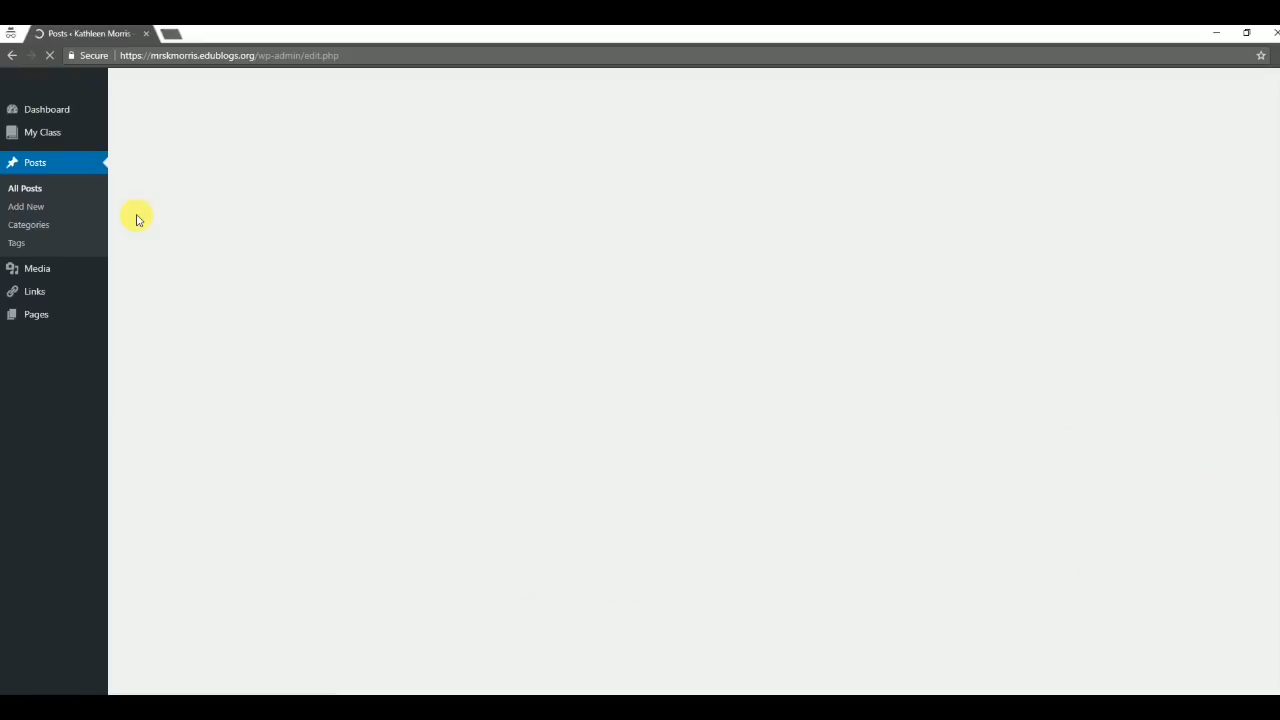 Posts ‹ Kathleen Morris
Secure https://mrskmorris.edublogs.org/wp-admin/edit.php
Dashboard
My Class
Posts
All Posts
Add New
Categories
Tags
Media
Links
Pages